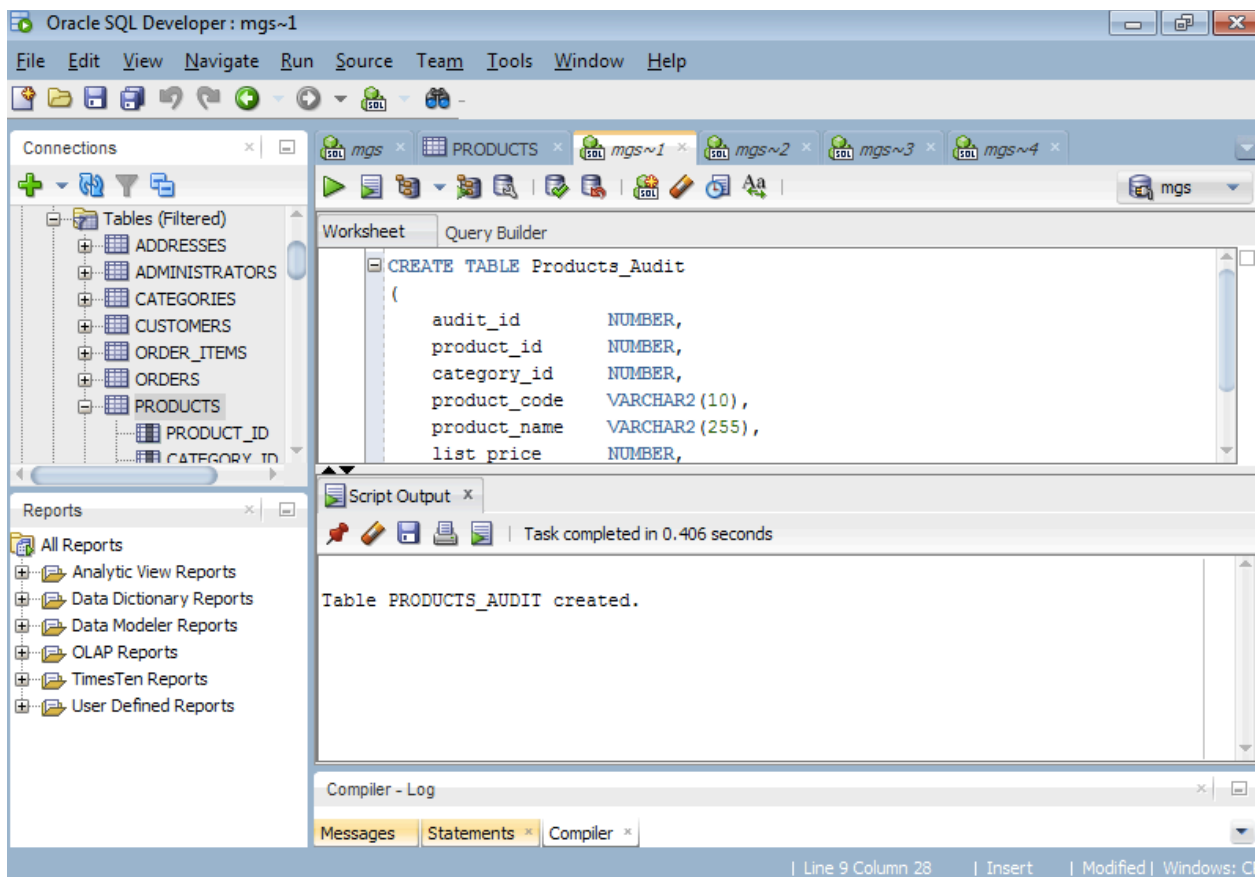 Oracle SQL Developer : mgs~1
File Edit View Navigate Run Source Team Tools Window Help
Connections
mgs
PRODUCTS
mgs~1
mgs~2
mgs~3
mgs~4
mgs
Tables (Filtered)
ADDRESSES
ADMINISTRATORS
CATEGORIES
CUSTOMERS
ORDER_ITEMS
ORDERS
PRODUCTS
PRODUCT_ID
CATEGORY_ID
Worksheet Query Builder
CREATE TABLE Products_Audit
(
audit_id NUMBER,
product_id NUMBER,
category_id NUMBER,
product_code VARCHAR2(10),
product_name VARCHAR2(255),
list_price NUMBER,
Reports
All Reports
Analytic View Reports
Data Dictionary Reports
Data Modeler Reports
OLAP Reports
TimesTen Reports
User Defined Reports
Script Output
Task completed in 0.406 seconds
Table PRODUCTS_AUDIT created.
Compiler - Log
Messages Statements Compiler
| Line 9 Column 28 | Insert | Modified | Windows: C